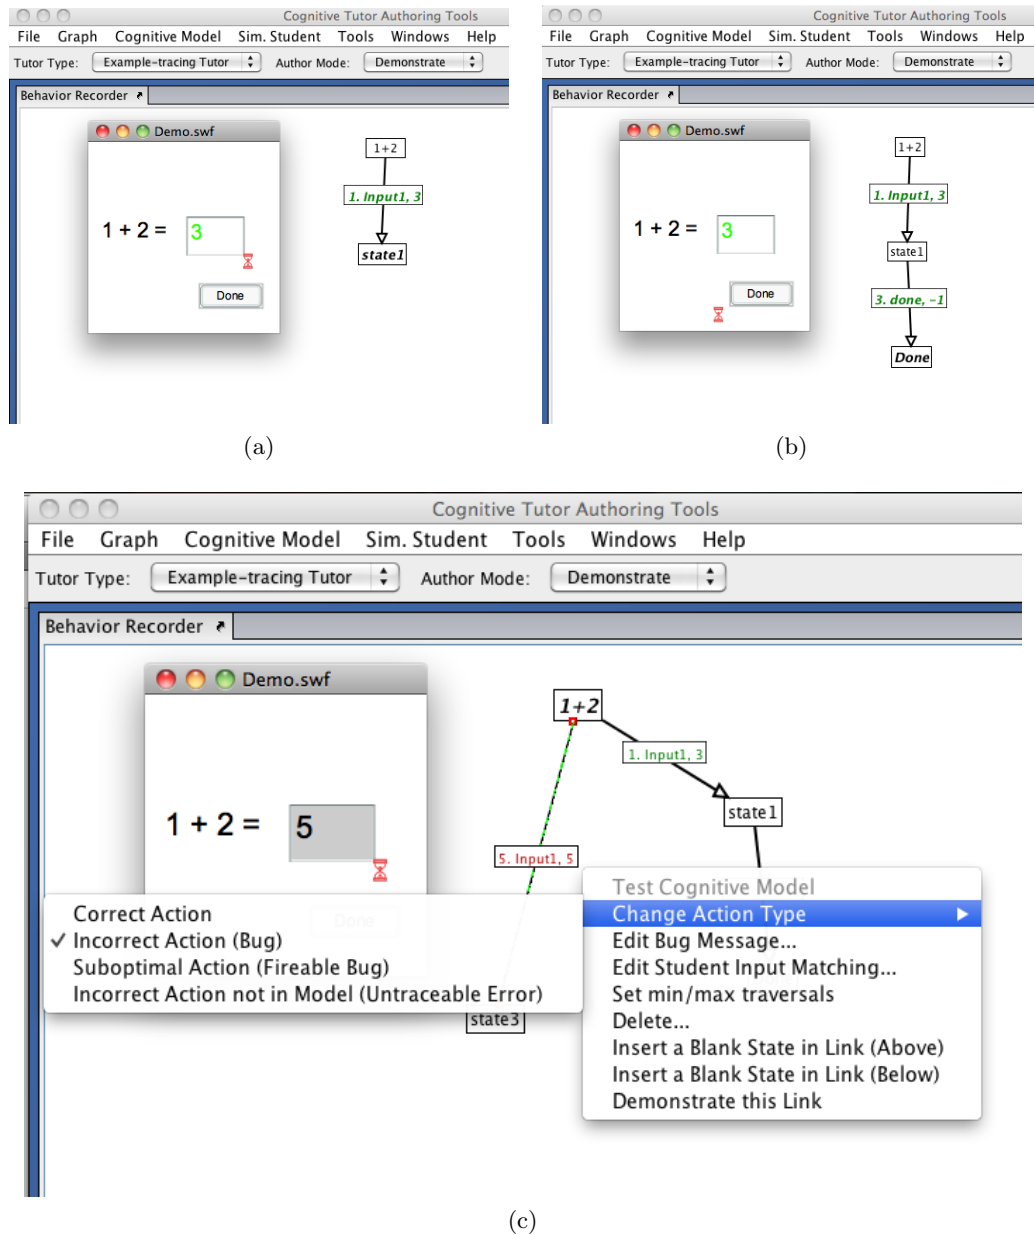 Cognitive Tutor Authoring Tools
File Graph Cognitive Model Sim. Student Tools Windows Help
Tutor Type: Example-tracing Tutor Author Mode: Demonstrate
Behavior Recorder
Demo.swf
1+2
1. Input1, 3
1 + 2 = 3
state1
Done
(a)
Cognitive Tutor Authoring Tools
File Graph Cognitive Model Sim. Student Tools Windows Help
Tutor Type: Example-tracing Tutor Author Mode: Demonstrate
Behavior Recorder
Demo.swf
1+2
1. Input1, 3
1 + 2 = 3
state1
Done
3. done, -1
Done
(b)
Cognitive Tutor Authoring Tools
File Graph Cognitive Model Sim. Student Tools Windows Help
Tutor Type: Example-tracing Tutor Author Mode: Demonstrate
Behavior Recorder
Demo.swf
1+2
1. Input1, 3
1 + 2 = 5
state1
5. Input1, 5
Test Cognitive Model
Change Action Type
Edit Bug Message...
Edit Student Input Matching...
Set min/max traversals
Delete...
Insert a Blank State in Link (Above)
Insert a Blank State in Link (Below)
Demonstrate this Link
Correct Action
Done
✓ Incorrect Action (Bug)
Suboptimal Action (Fireable Bug)
Incorrect Action not in Model (Untraceable Error)
state3
(c)